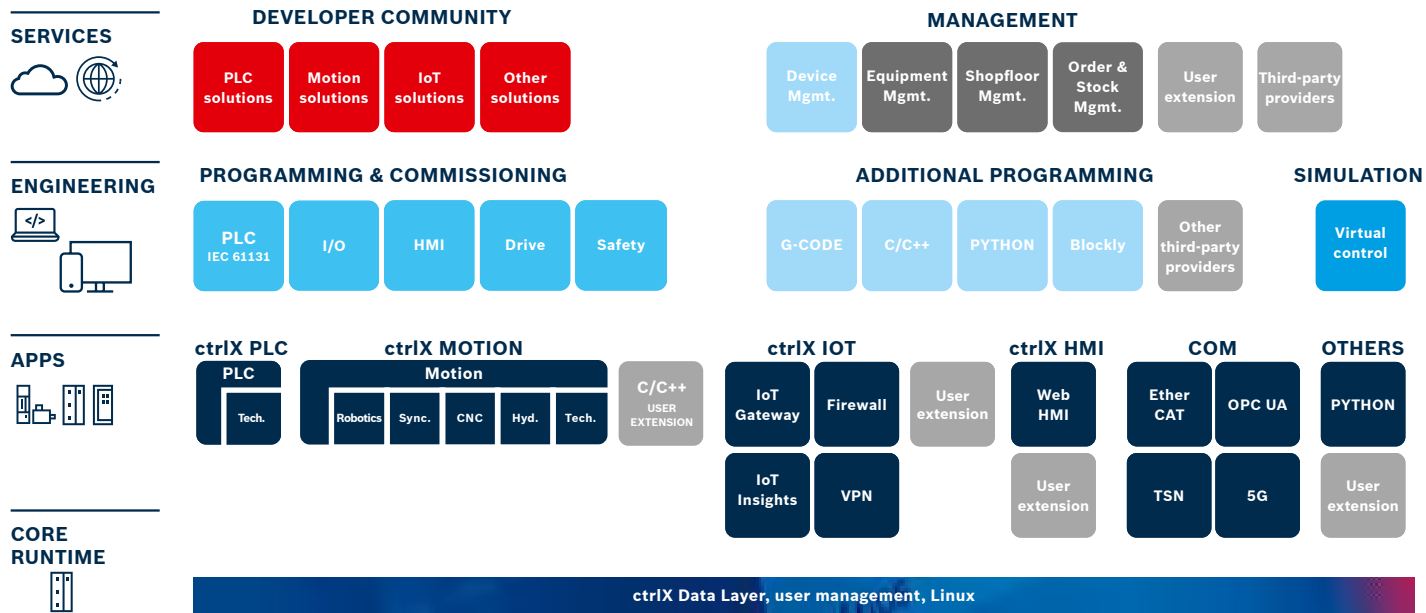 SERVICES
DEVELOPER COMMUNITY
PLC
solutions
Motion
solutions
IoT
solutions
Other
solutions
MANAGEMENT
Device
Mgmt.
Equipment
Mgmt.
Shopfloor
Mgmt.
Order &
Stock
Mgmt.
User
extension
Third-party
providers
ENGINEERING
</>
PROGRAMMING & COMMISSIONING
PLC
IEC 61131
I/O
HMI
Drive
Safety
ADDITIONAL PROGRAMMING
G-CODE
C/C++
PYTHON
Blockly
Other
third-party
providers
SIMULATION
Virtual
control
APPS
ctrlX PLC
PLC
Tech.
ctrlX MOTION
Motion
Robotics
Sync.
CNC
Hyd.
Tech.
C/C++
USER
EXTENSION
ctrlX IOT
IoT
Gateway
Firewall
User
extension
IoT
Insights
VPN
ctrlX HMI
Web
HMI
User
extension
COM
Ether
CAT
OPC UA
TSN
5G
OTHERS
PYTHON
User
extension
CORE
RUNTIME
ctrlX Data Layer, user management, Linux